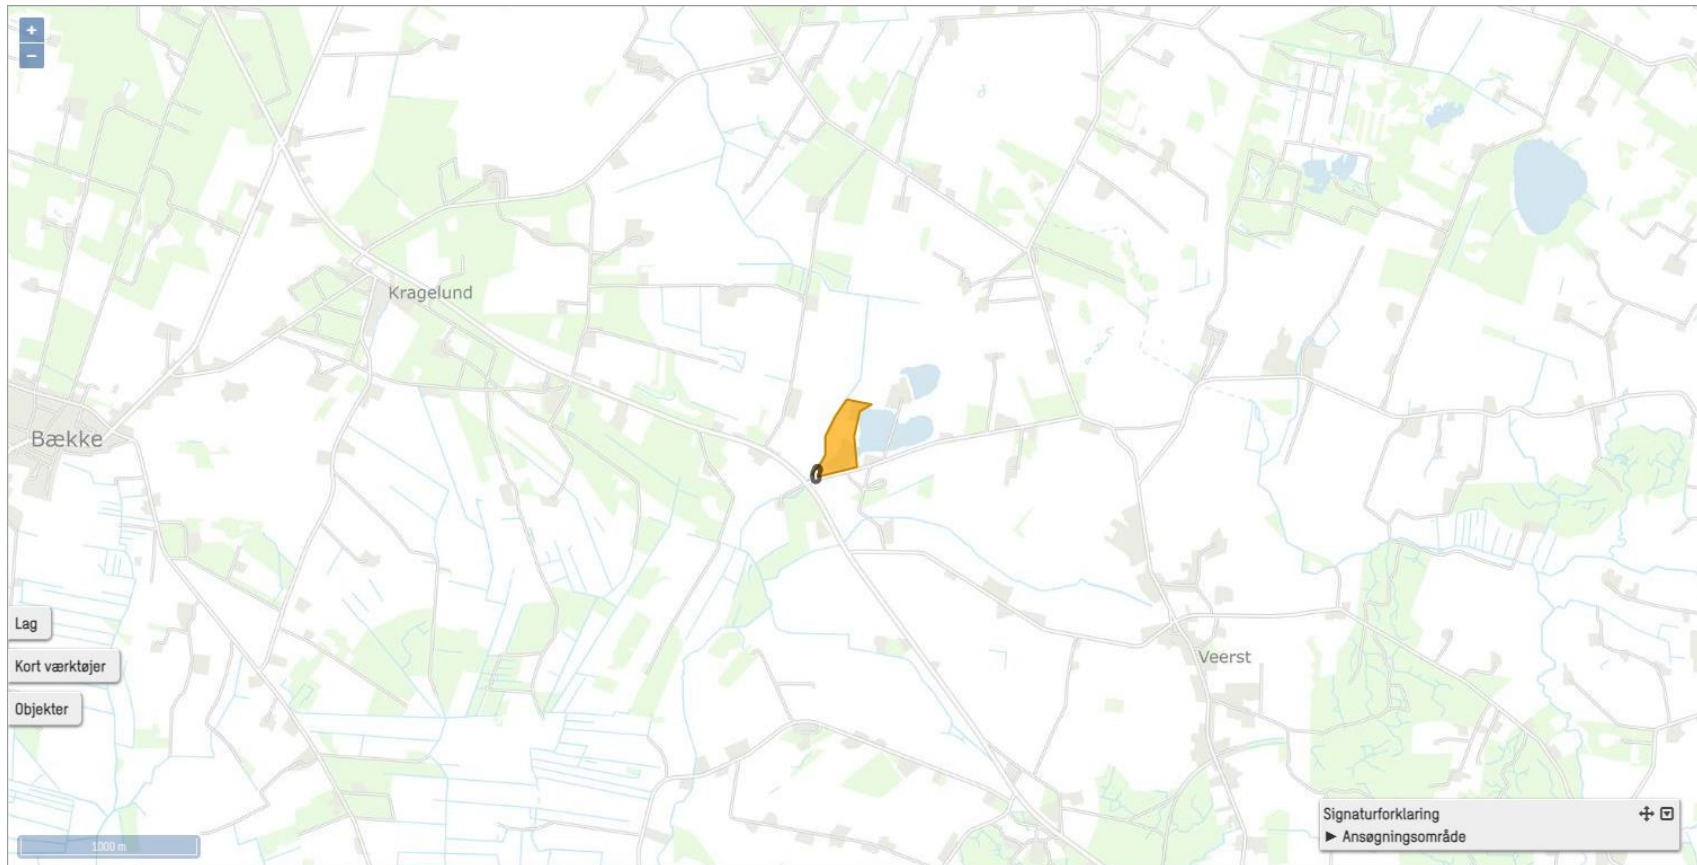 +
−
Kragelund
Bække
Lag
Kort værktøjer
Veerst
Objekter
Signaturforklaring
► Ansøgningsområde
1000 m